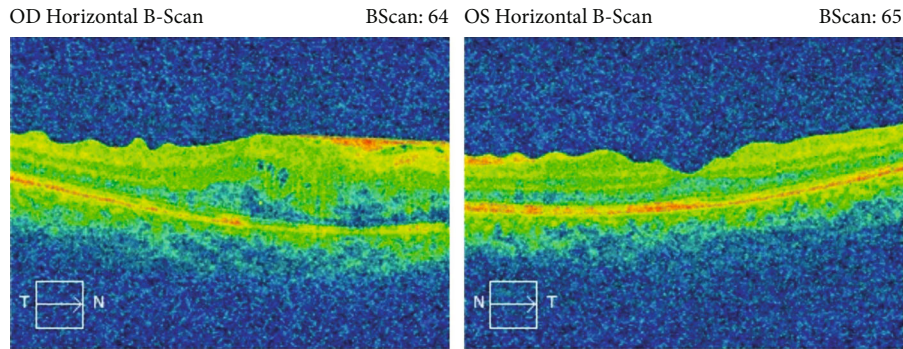 OD Horizontal B-Scan BScan: 64
OS Horizontal B-Scan BScan: 65
T N
N T